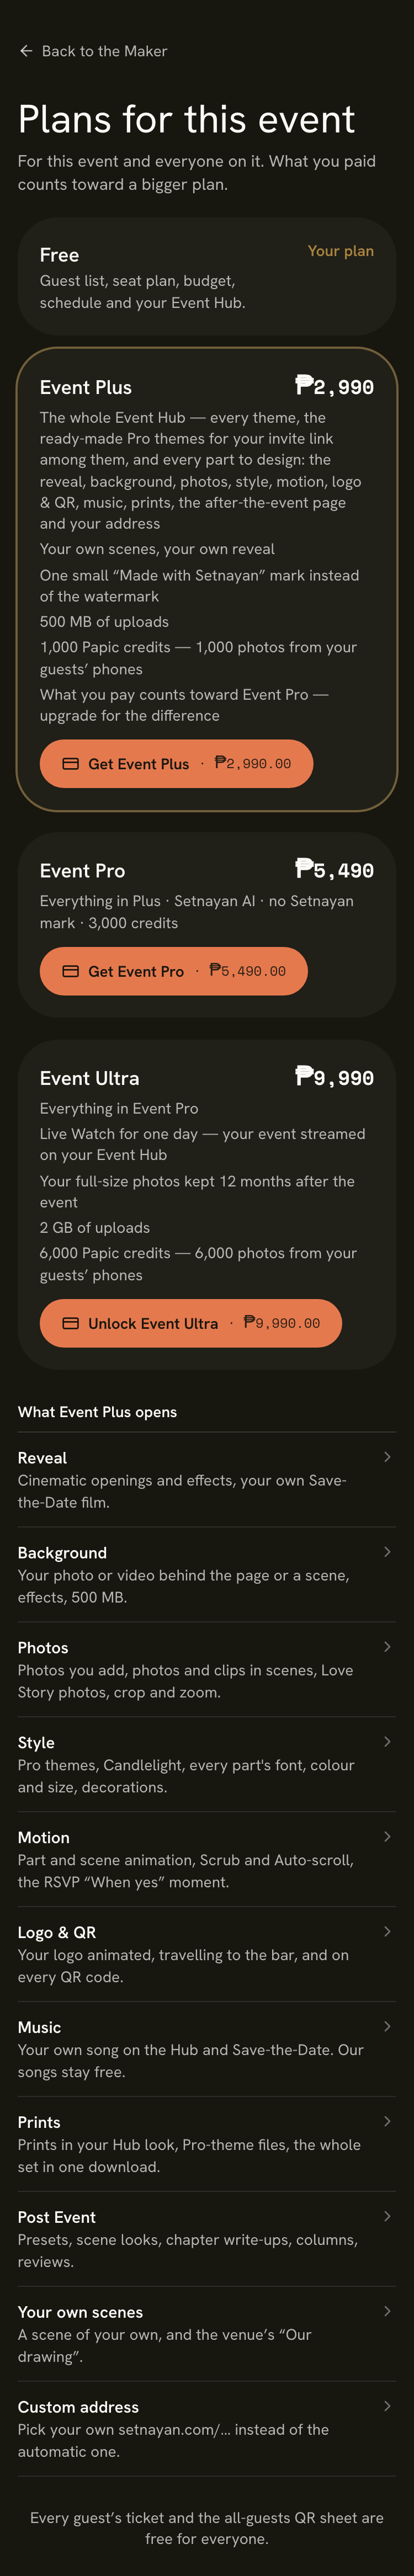 Back to the Maker
Plans for this event
For this event and everyone on it. What you paid
counts toward a bigger plan.
Free
Your plan
Guest list, seat plan, budget,
schedule and your Event Hub.
Event Plus
₱2,990
The whole Event Hub — every theme, the
ready-made Pro themes for your invite link
among them, and every part to design: the
reveal, background, photos, style, motion, logo
& QR, music, prints, the after-the-event page
and your address
Your own scenes, your own reveal
One small “Made with Setnayan” mark instead
of the watermark
500 MB of uploads
1,000 Papic credits — 1,000 photos from your
guests’ phones
What you pay counts toward Event Pro —
upgrade for the difference
Get Event Plus · ₱2,990.00
Event Pro
₱5,490
Everything in Plus · Setnayan AI · no Setnayan
mark · 3,000 credits
Get Event Pro · ₱5,490.00
Event Ultra
₱9,990
Everything in Event Pro
Live Watch for one day — your event streamed
on your Event Hub
Your full-size photos kept 12 months after the
event
2 GB of uploads
6,000 Papic credits — 6,000 photos from your
guests’ phones
Unlock Event Ultra · ₱9,990.00
What Event Plus opens
Reveal
Cinematic openings and effects, your own Save-
the-Date film.
Background
Your photo or video behind the page or a scene,
effects, 500 MB.
Photos
Photos you add, photos and clips in scenes, Love
Story photos, crop and zoom.
Style
Pro themes, Candlelight, every part's font, colour
and size, decorations.
Motion
Part and scene animation, Scrub and Auto-scroll,
the RSVP “When yes” moment.
Logo & QR
Your logo animated, travelling to the bar, and on
every QR code.
Music
Your own song on the Hub and Save-the-Date. Our
songs stay free.
Prints
Prints in your Hub look, Pro-theme files, the whole
set in one download.
Post Event
Presets, scene looks, chapter write-ups, columns,
reviews.
Your own scenes
A scene of your own, and the venue’s “Our
drawing”.
Custom address
Pick your own setnayan.com/… instead of the
automatic one.
Every guest’s ticket and the all-guests QR sheet are
free for everyone.